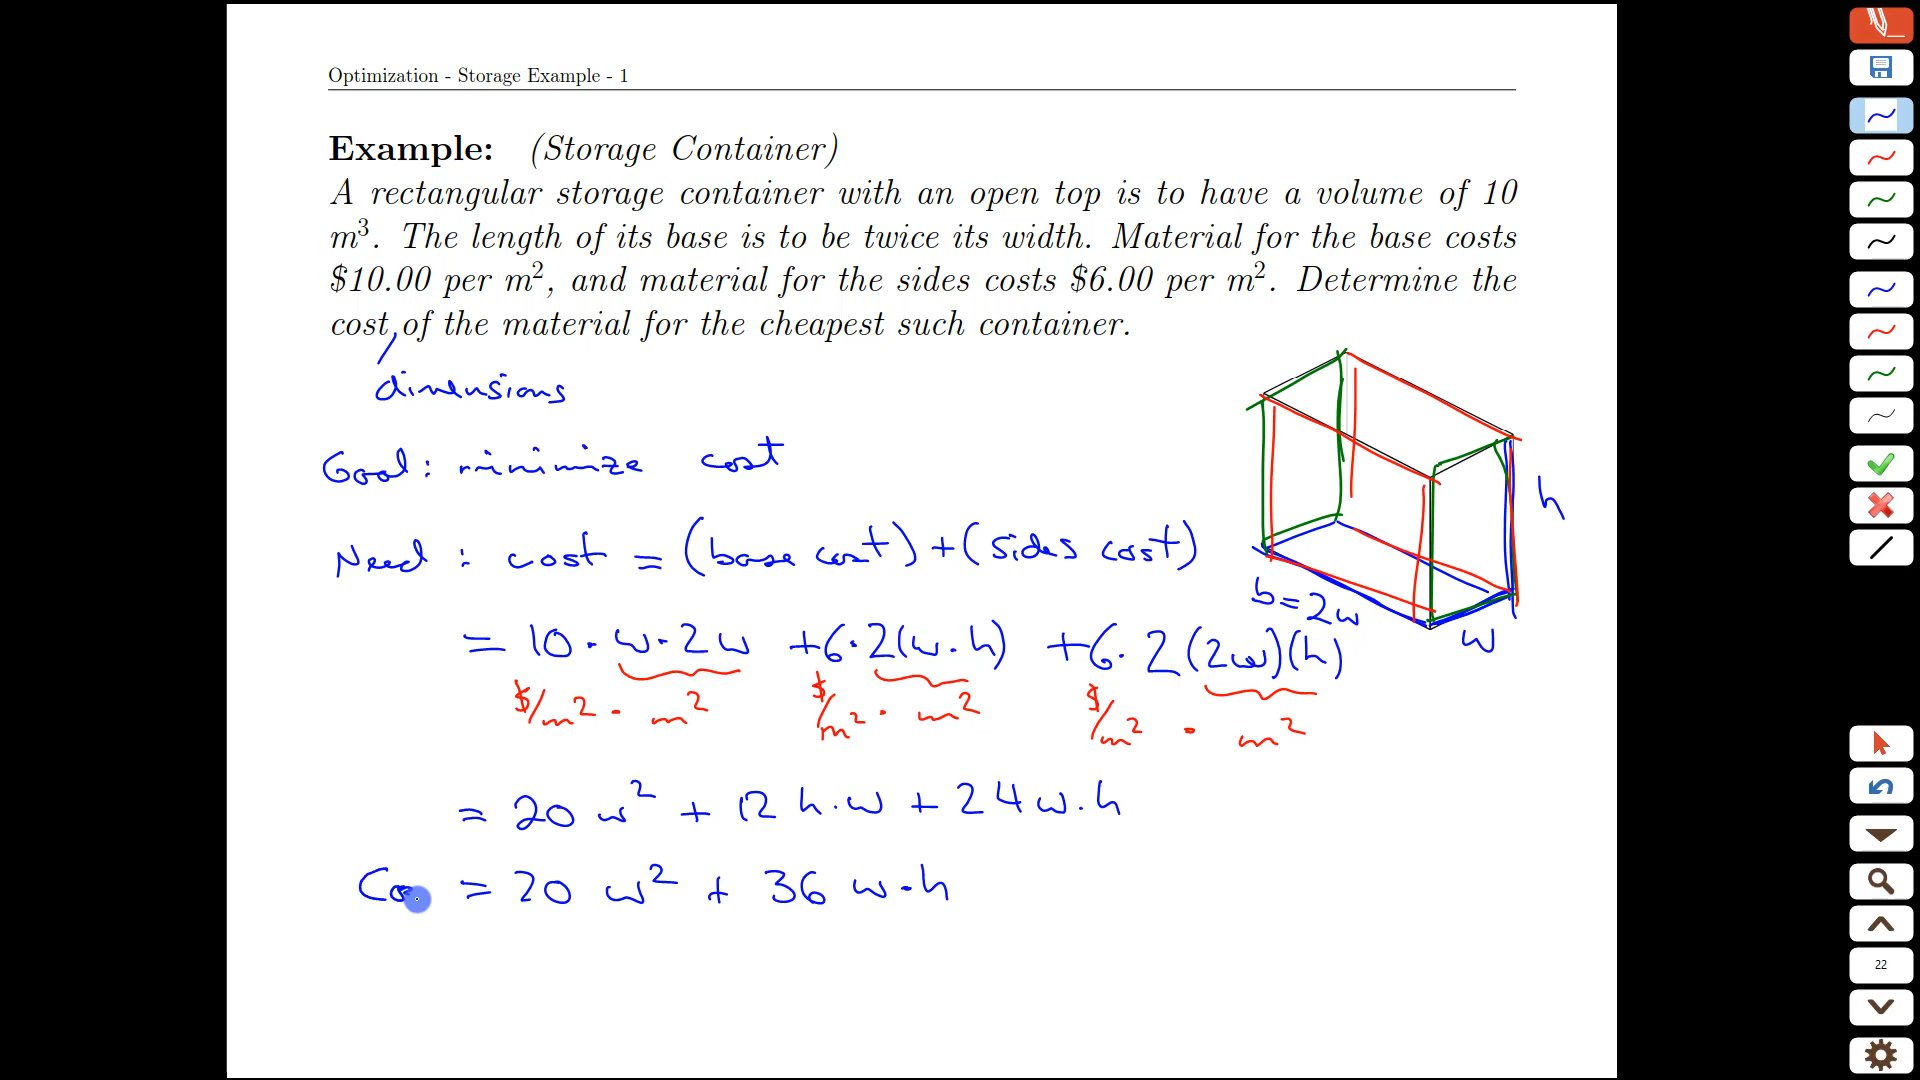 Optimization - Storage Example - 1
Example: (Storage Container)
A rectangular storage container with an open top is to have a volume of 10
m³. The length of its base is to be twice its width. Material for the base costs
$10.00 per m², and material for the sides costs $6.00 per m². Determine the
cost of the material for the cheapest such container.
dimensions
Goal: minimize cost
h
Need: cost = (base cost) + (sides cost)
b = 2w
w
= 10 · w · 2w + 6 · 2(w · h) + 6 · 2(2w)(h)
$/m² · m² $/m² · m² $/m² · m²
= 20 w² + 12 h · w + 24 w · h
Co = 20 w² + 36 w · h
22